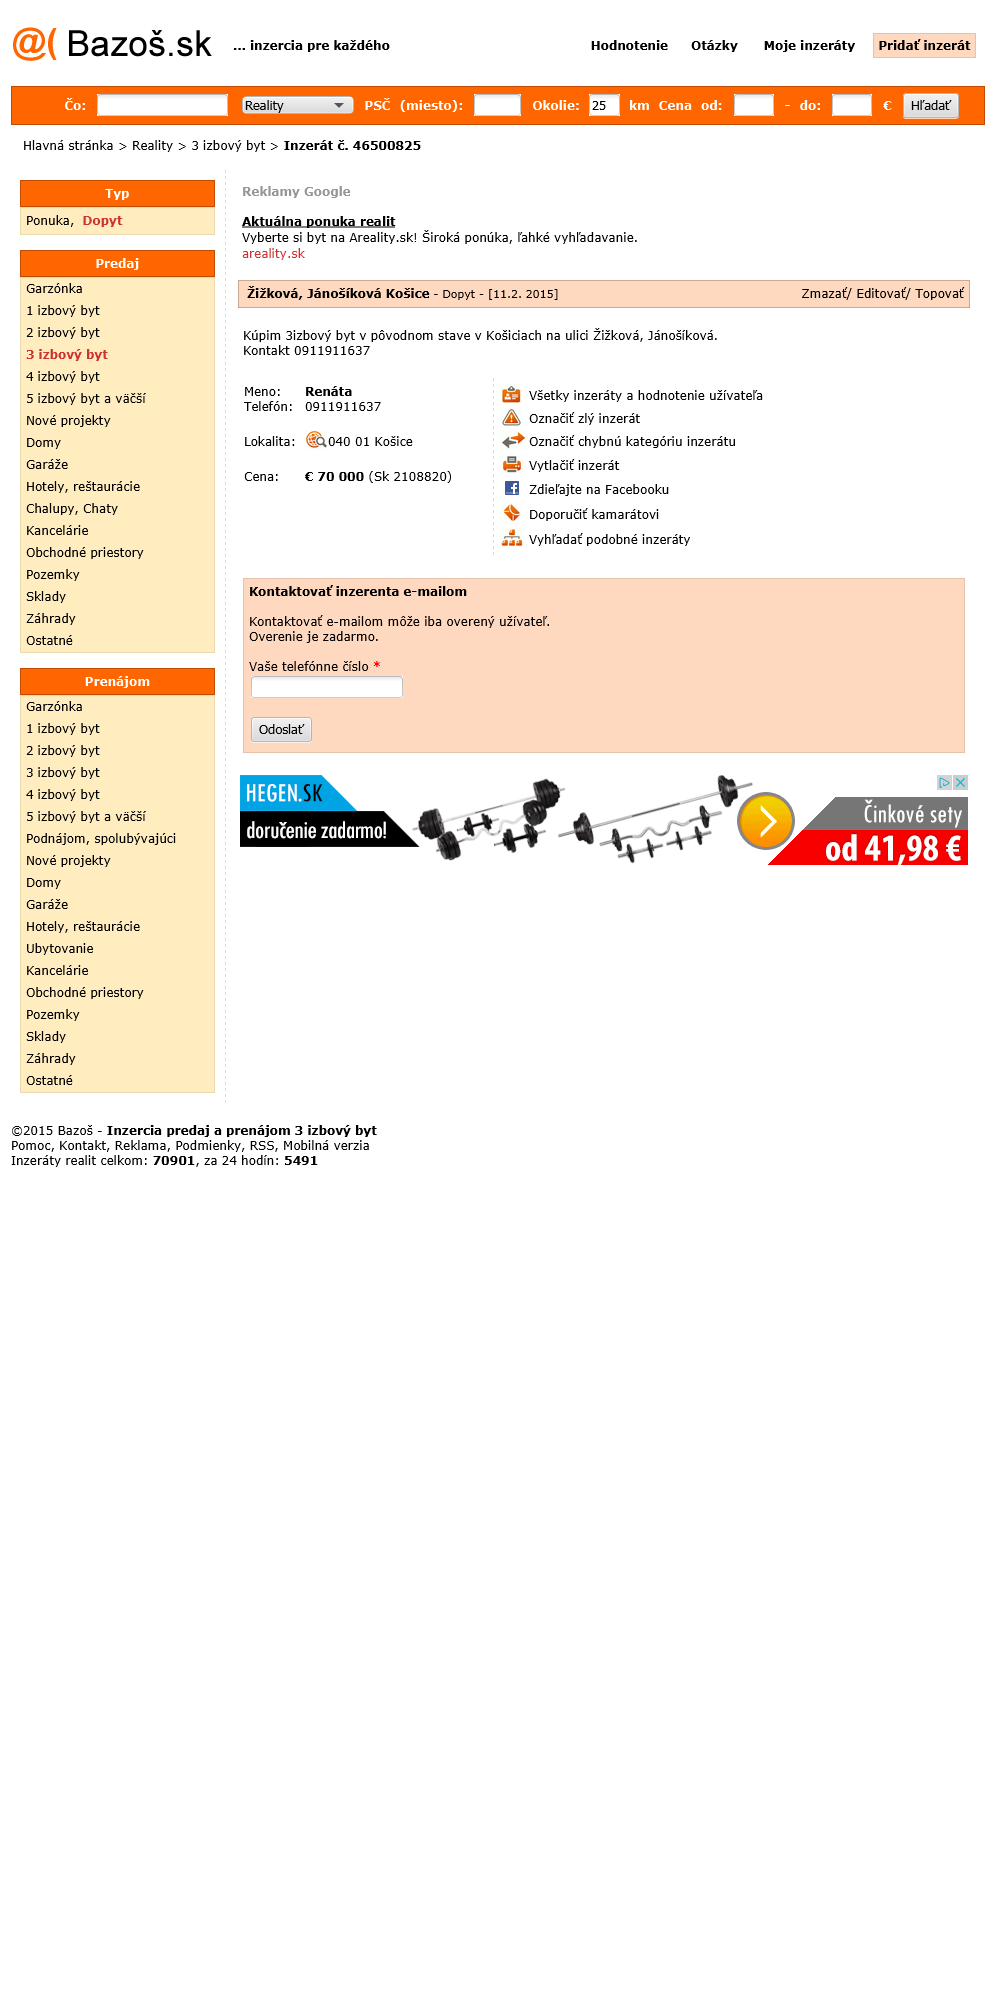 @( Bazoš.sk ... inzercia pre každého Hodnotenie Otázky Moje inzeráty Pridať inzerát
Čo: Reality PSČ (miesto): Okolie: 25 km Cena od: - do: € Hľadať
Hlavná stránka > Reality > 3 izbový byt > Inzerát č. 46500825
Typ
Ponuka, Dopyt
Predaj
Garzónka
1 izbový byt
2 izbový byt
3 izbový byt
4 izbový byt
5 izbový byt a väčší
Nové projekty
Domy
Garáže
Hotely, reštaurácie
Chalupy, Chaty
Kancelárie
Obchodné priestory
Pozemky
Sklady
Záhrady
Ostatné
Prenájom
Garzónka
1 izbový byt
2 izbový byt
3 izbový byt
4 izbový byt
5 izbový byt a väčší
Podnájom, spolubývajúci
Nové projekty
Domy
Garáže
Hotely, reštaurácie
Ubytovanie
Kancelárie
Obchodné priestory
Pozemky
Sklady
Záhrady
Ostatné
Reklamy Google
Aktuálna ponuka realit
Vyberte si byt na Areality.sk! Široká ponúka, ľahké vyhľadavanie.
areality.sk
Žižková, Jánošíková Košice - Dopyt - [11.2. 2015] Zmazať/ Editovať/ Topovať
Kúpim 3izbový byt v pôvodnom stave v Košiciach na ulici Žižková, Jánošíková.
Kontakt 0911911637
Meno: Renáta
Telefón: 0911911637
Lokalita: 040 01 Košice
Cena: € 70 000 (Sk 2108820)
Všetky inzeráty a hodnotenie užívateľa
Označiť zlý inzerát
Označiť chybnú kategóriu inzerátu
Vytlačiť inzerát
Zdieľajte na Facebooku
Doporučiť kamarátovi
Vyhľadať podobné inzeráty
Kontaktovať inzerenta e-mailom
Kontaktovať e-mailom môže iba overený užívateľ.
Overenie je zadarmo.
Vaše telefónne číslo *
Odoslať
HEGEN.SK
doručenie zadarmo!
Činkové sety
od 41,98 €
©2015 Bazoš - Inzercia predaj a prenájom 3 izbový byt
Pomoc, Kontakt, Reklama, Podmienky, RSS, Mobilná verzia
Inzeráty realit celkom: 70901, za 24 hodín: 5491